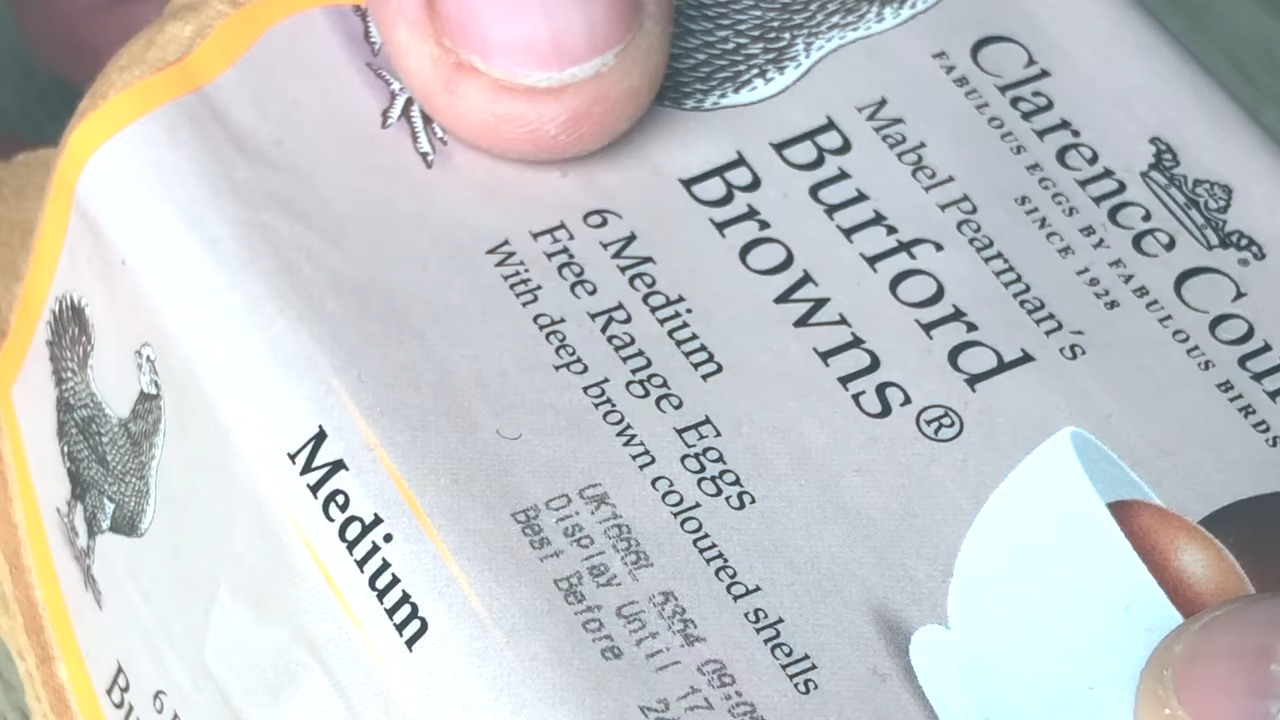 Clarence Cou
FABULOUS EGGS BY FABULOUS BIRDS
SINCE 1928
Mabel Pearman's
Burford
Browns®
6 Medium
Free Range Eggs
With deep brown coloured shells
Display Until 17
Best Before
Medium
6